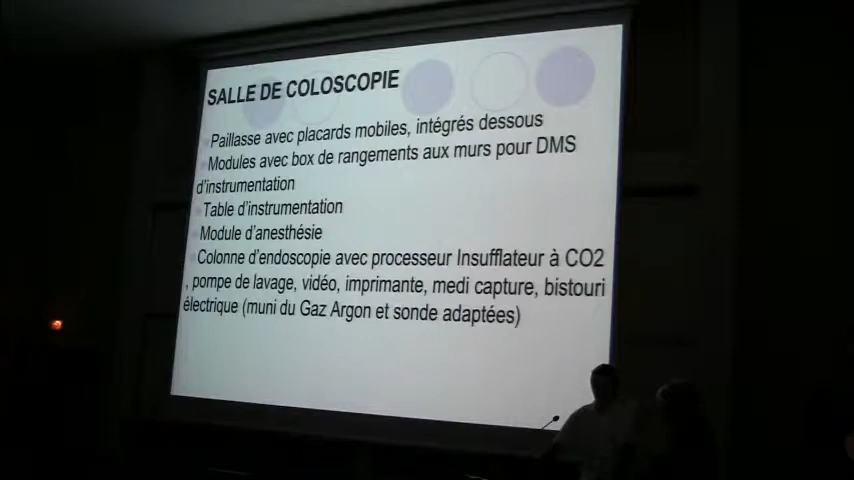 SALLE DE COLOSCOPIE
Paillasse avec placards mobiles, intégrés dessous
Modules avec box de rangements aux murs pour DMS
d'instrumentation
Table d'instrumentation
Module d'anesthésie
Colonne d'endoscopie avec processeur Insufflateur à CO2
, pompe de lavage, vidéo, imprimante, medi capture, bistouri
électrique (muni du Gaz Argon et sonde adaptées)